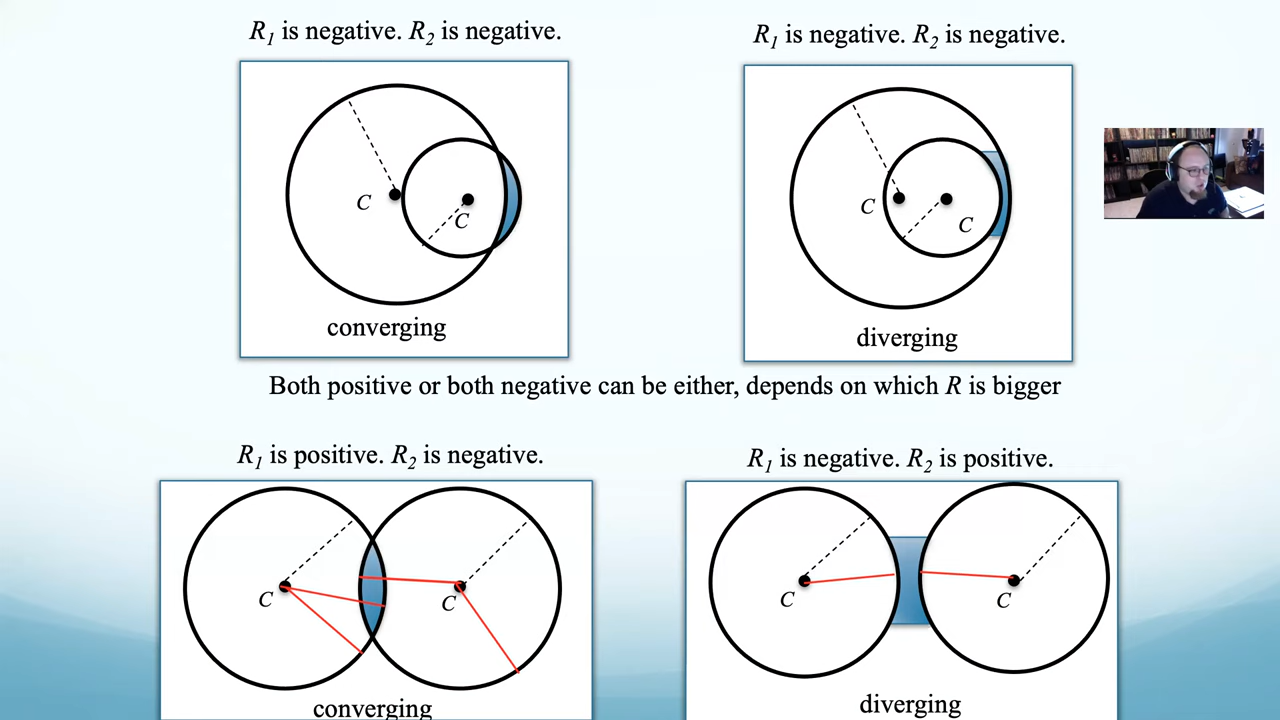 R₁ is negative. R₂ is negative.
R₁ is negative. R₂ is negative.
C
C
converging
C
C
diverging
Both positive or both negative can be either, depends on which R is bigger
R₁ is positive. R₂ is negative.
R₁ is negative. R₂ is positive.
C
C
converging
C
C
diverging